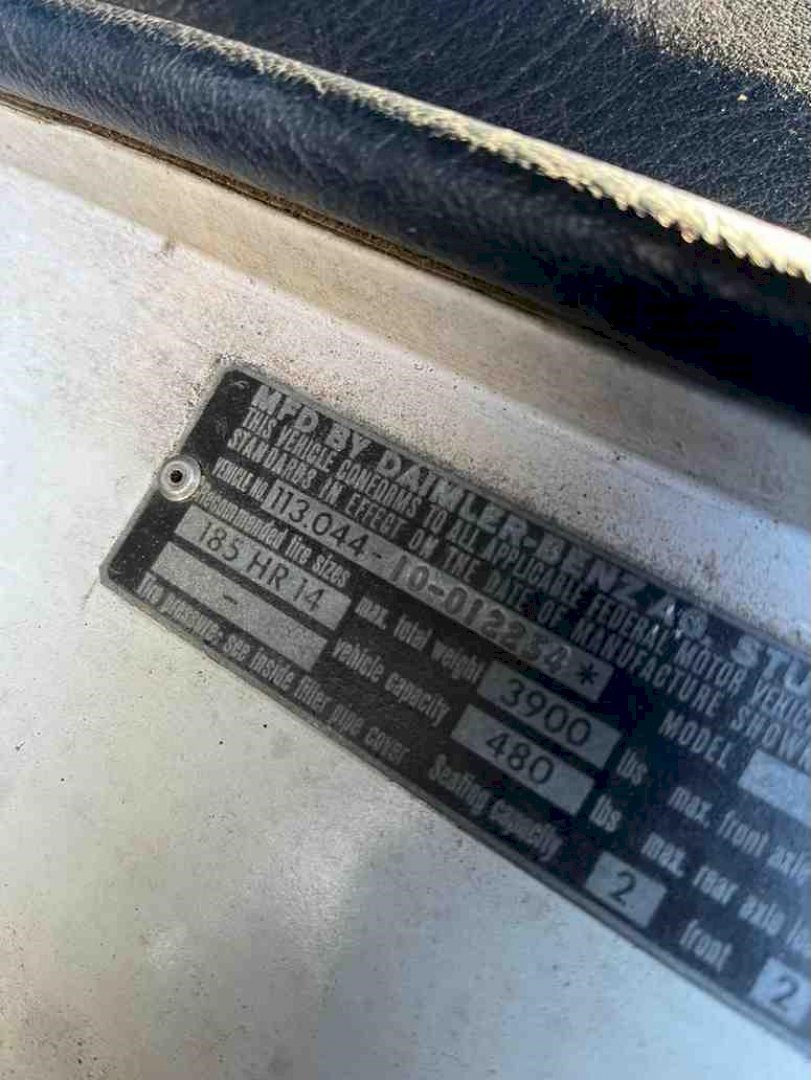 MFD BY DAIMLER-BENZ AG. STU
THIS VEHICLE CONFORMS TO ALL APPLICABLE FEDERAL MOTOR VEHIC
STANDARDS IN EFFECT ON THE DATE OF MANUFACTURE SHOWN
VEHICLE NO. 113.044-10-012234* MODEL
Recommended tire sizes max. total weight 3900 lbs max. front axl
185 HR 14 vehicle capacity 480 lbs max. rear axle l
- Seating capacity 2 front 2
Tire pressure: see inside filler pipe cover